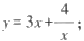 y = 3x + 4/x;